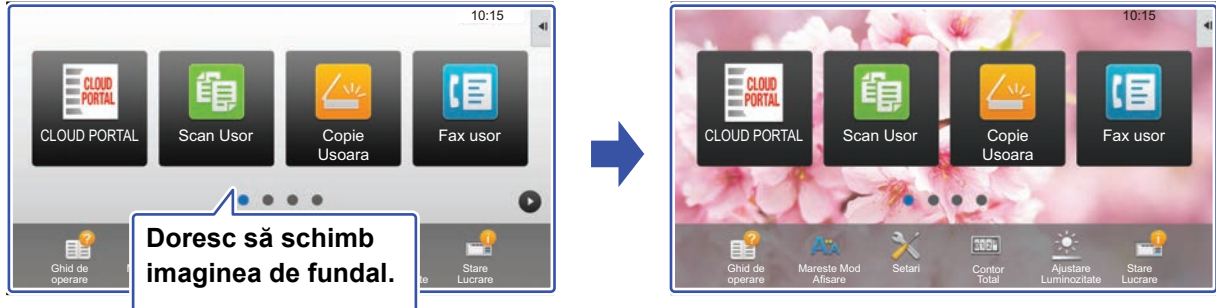 10:15
CLOUD
PORTAL
CLOUD PORTAL
Scan Usor
Copie
Usoara
Fax usor
Doresc să schimb
imaginea de fundal.
Ghid de
operare
Stare
Lucrare
10:15
CLOUD
PORTAL
CLOUD PORTAL
Scan Usor
Copie
Usoara
Fax usor
Ghid de
operare
Mareste Mod
Afisare
Setari
Contor
Total
Ajustare
Luminozitate
Stare
Lucrare